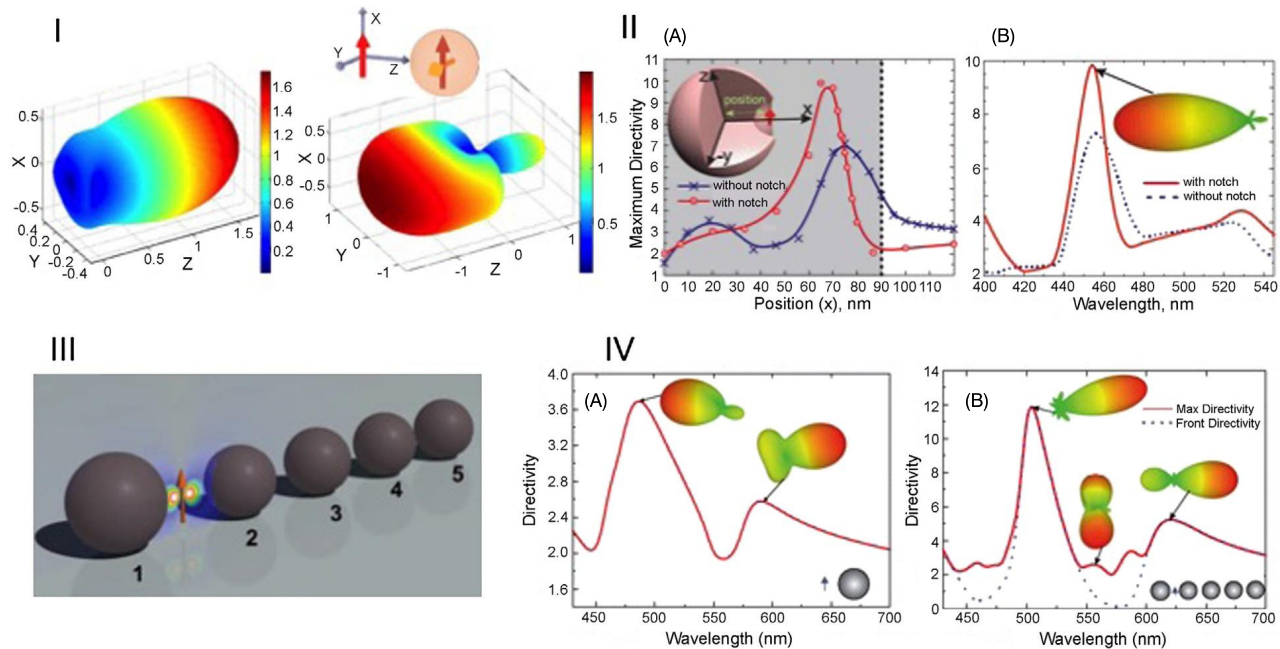 I
X
Y
Z
X
0.5
0
-0.5
0.4
0.2
0
-0.2
-0.4
Y
0
0.5
1
1.5
Z
1.6
1.4
1.2
1
0.8
0.6
0.4
0.2
X
0.5
0
-0.5
1
0
-1
Y
-1
0
Z
1.5
1
0.5
II
(A)
Maximum Directivity
11
10
9
8
7
6
5
4
3
2
1
z
position
x
-y
without notch
with notch
0 10 20 30 40 50 60 70 80 90 100 110
Position (x), nm
(B)
10
8
6
4
2
with notch
without notch
400 420 440 460 480 500 520 540
Wavelength, nm
III
1
2
3
4
5
IV
(A)
Directivity
4.0
3.6
3.2
2.8
2.4
2.0
1.6
450 500 550 600 650 700
Wavelength (nm)
(B)
Directivity
14
12
10
8
6
4
2
0
Max Directivity
Front Directivity
450 500 550 600 650 700
Wavelength (nm)